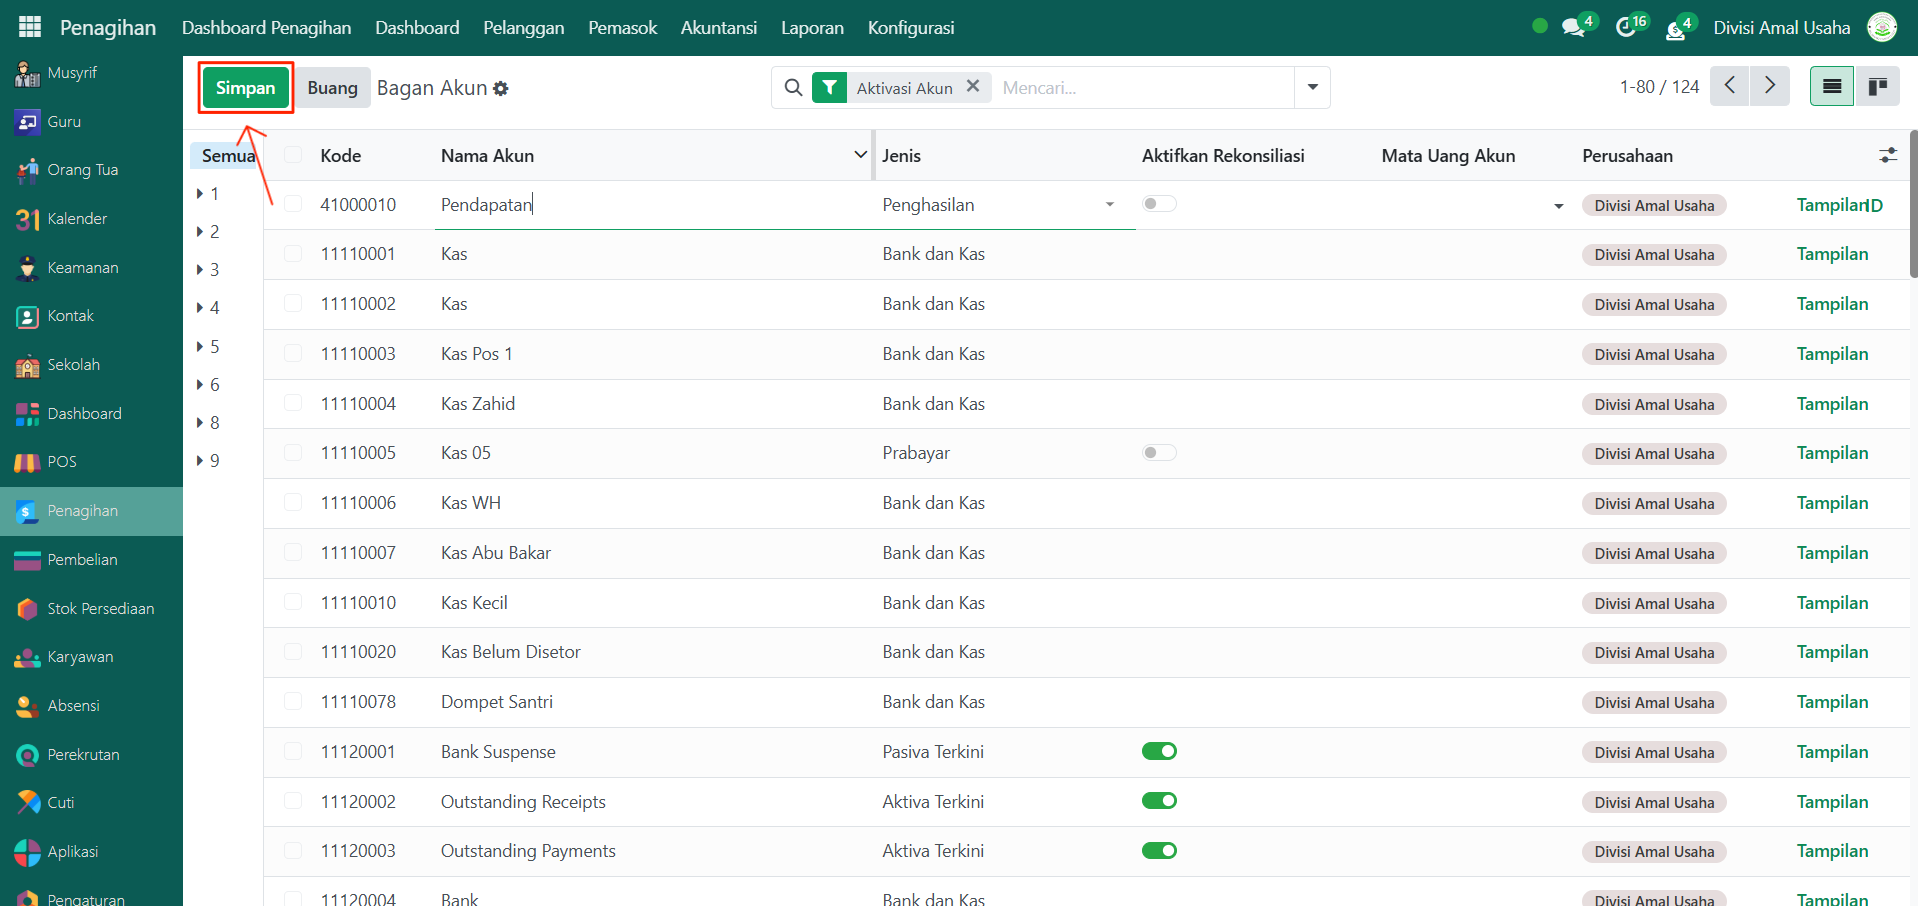 Penagihan Dashboard Penagihan Dashboard Pelanggan Pemasok Akuntansi Laporan Konfigurasi 4 16 4 Divisi Amal Usaha
Musyrif
Guru
Orang Tua
31 Kalender
Keamanan
Kontak
Sekolah
Dashboard
POS
$ Penagihan
Pembelian
Stok Persediaan
Karyawan
Absensi
Perekrutan
Cuti
Aplikasi
Pengaturan
Simpan Buang Bagan Akun Aktivasi Akun Mencari... 1-80 / 124
Semua
1
2
3
4
5
6
8
9
Kode Nama Akun Jenis Aktifkan Rekonsiliasi Mata Uang Akun Perusahaan
41000010 Pendapatan Penghasilan Divisi Amal Usaha Tampilan ID
11110001 Kas Bank dan Kas Divisi Amal Usaha Tampilan
11110002 Kas Bank dan Kas Divisi Amal Usaha Tampilan
11110003 Kas Pos 1 Bank dan Kas Divisi Amal Usaha Tampilan
11110004 Kas Zahid Bank dan Kas Divisi Amal Usaha Tampilan
11110005 Kas 05 Prabayar Divisi Amal Usaha Tampilan
11110006 Kas WH Bank dan Kas Divisi Amal Usaha Tampilan
11110007 Kas Abu Bakar Bank dan Kas Divisi Amal Usaha Tampilan
11110010 Kas Kecil Bank dan Kas Divisi Amal Usaha Tampilan
11110020 Kas Belum Disetor Bank dan Kas Divisi Amal Usaha Tampilan
11110078 Dompet Santri Bank dan Kas Divisi Amal Usaha Tampilan
11120001 Bank Suspense Pasiva Terkini Divisi Amal Usaha Tampilan
11120002 Outstanding Receipts Aktiva Terkini Divisi Amal Usaha Tampilan
11120003 Outstanding Payments Aktiva Terkini Divisi Amal Usaha Tampilan
11120004 Bank Bank dan Kas Divisi Amal Usaha Tampilan